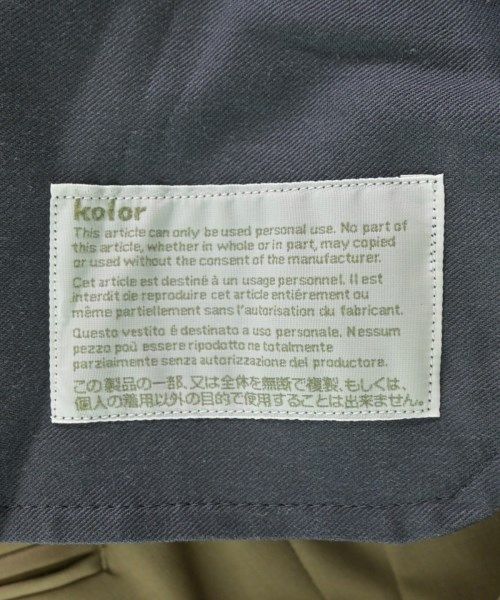 kolor
This article can only be used personal use. No part of
this article, whether in whole or in part, may copied
or used without the consent of the manufacturer.
Cet article est destiné à un usage personnel. Il est
interdit de reproduire cet article entiérement ou
même partiellement sans l'autorisation du fabricant.
Questo vestito é destinato a uso personale. Nessum
pezzo poū essere ripodotto ne totalmente
parzialmente senza autorizzazione del produttore.
この製品の一部、又は全体を無断で複製、もしくは、
個人の着用以外の目的で使用することは出来ません。